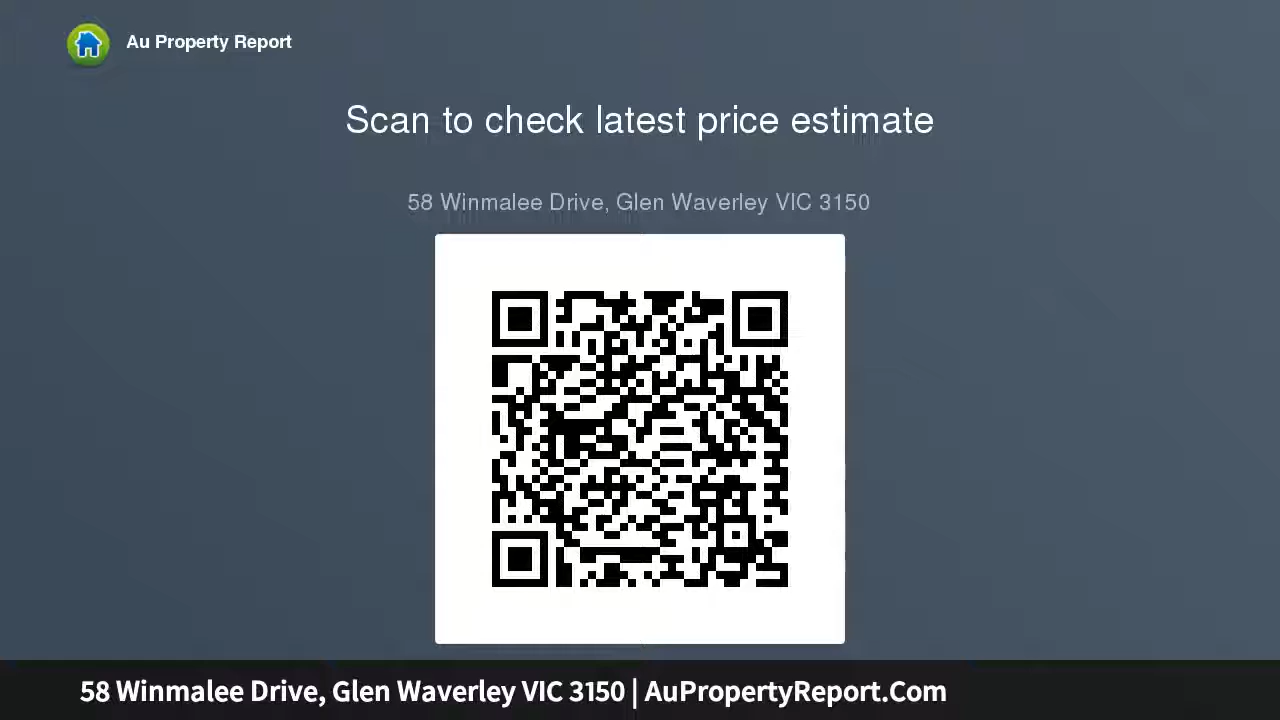 Au Property Report
Scan to check latest price estimate
58 Winmalee Drive, Glen Waverley VIC 3150
58 Winmalee Drive, Glen Waverley VIC 3150 | AuPropertyReport.Com